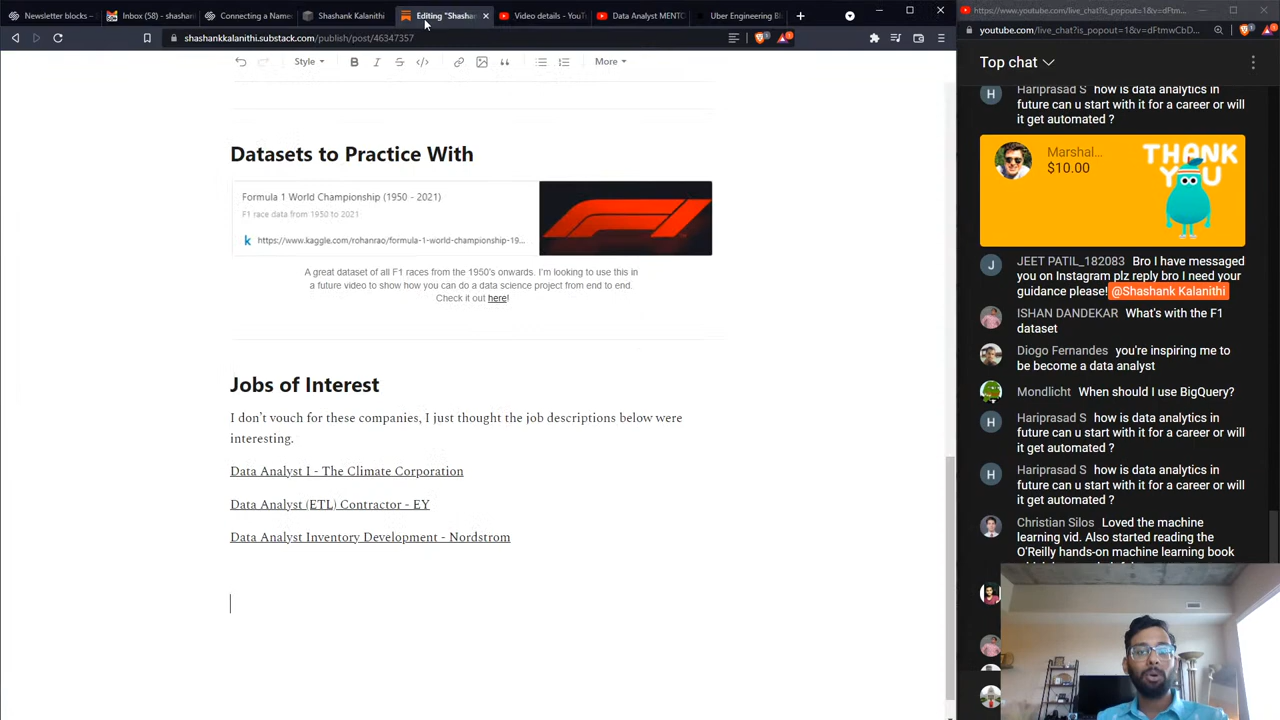 Newsletter blocks -
Inbox (58) - shashan
Connecting a Name
Shashank Kalanithi
Editing "Shasha
Video details - YouT
Data Analyst MENTO
Uber Engineering Bl
shashankkalanithi.substack.com/publish/post/46347357
Style
More
Datasets to Practice With
Formula 1 World Championship (1950 - 2021)
F1 race data from 1950 to 2021
https://www.kaggle.com/rohanrao/formula-1-world-championship-19...
A great dataset of all F1 races from the 1950's onwards. I'm looking to use this in
a future video to show how you can do a data science project from end to end.
Check it out here!
Jobs of Interest
I don't vouch for these companies, I just thought the job descriptions below were
interesting.
Data Analyst I - The Climate Corporation
Data Analyst (ETL) Contractor - EY
Data Analyst Inventory Development - Nordstrom
https://www.youtube.com/live_chat?is_popout=1&v=dFtmw
youtube.com/live_chat?is_popout=1&v=dFtmwCbD...
Top chat
Hariprasad S how is data analytics in
future can u start with it for a career or will
it get automated ?
Marshal...
$10.00
THANK
YOU
JEET PATIL_182083 Bro I have messaged
you on Instagram plz reply bro I need your
guidance please! @Shashank Kalanithi
ISHAN DANDEKAR What's with the F1
dataset
Diogo Fernandes you're inspiring me to
be become a data analyst
Mondlicht When should I use BigQuery?
Hariprasad S how is data analytics in
future can u start with it for a career or will
it get automated ?
Hariprasad S how is data analytics in
future can u start with it for a career or will
it get automated ?
Christian Silos Loved the machine
learning vid. Also started reading the
O'Reilly hands-on machine learning book